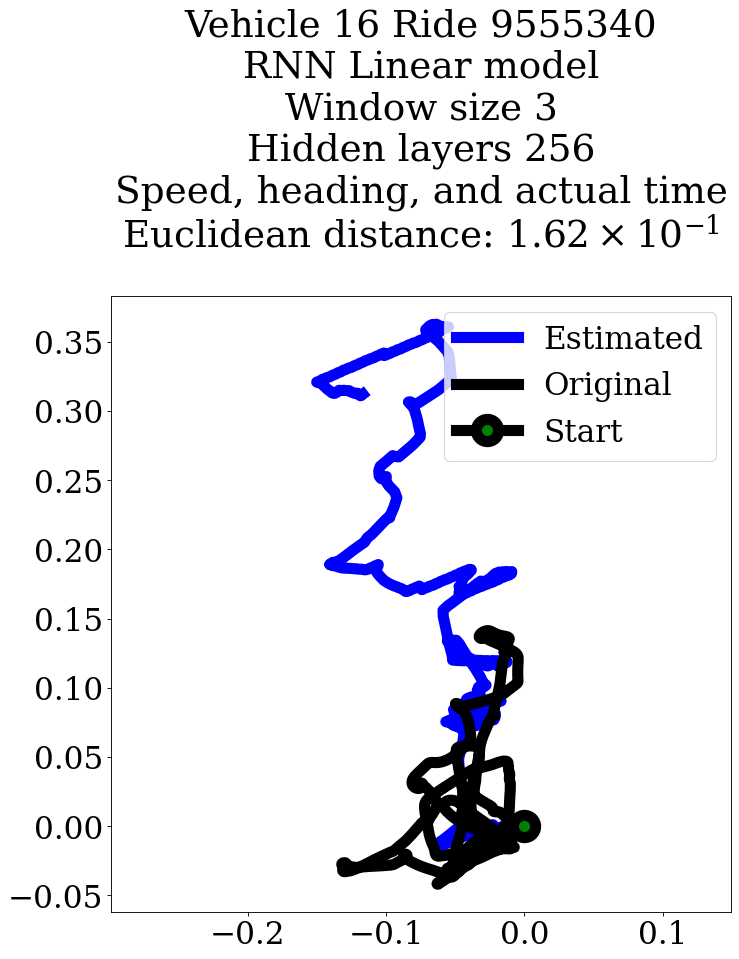 Vehicle 16 Ride 9555340
RNN Linear model
Window size 3
Hidden layers 256
Speed, heading, and actual time
Euclidean distance: 1.62 × 10⁻¹
Estimated
Original
Start
0.35
0.30
0.25
0.20
0.15
0.10
0.05
0.00
−0.05
−0.2 −0.1 0.0 0.1